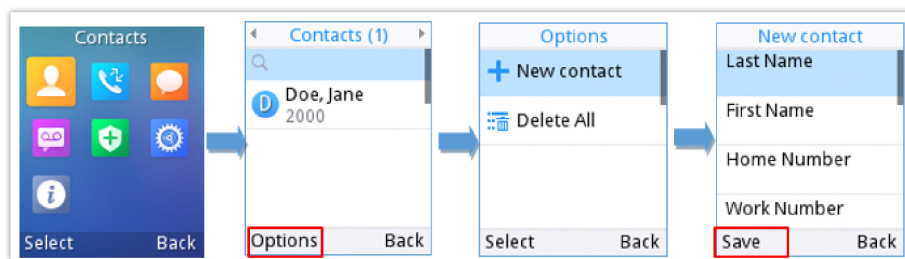 Contacts
Select Back
Contacts (1)
D Doe, Jane
2000
Options Back
Options
New contact
Delete All
Select Back
New contact
Last Name
First Name
Home Number
Work Number
Save Back